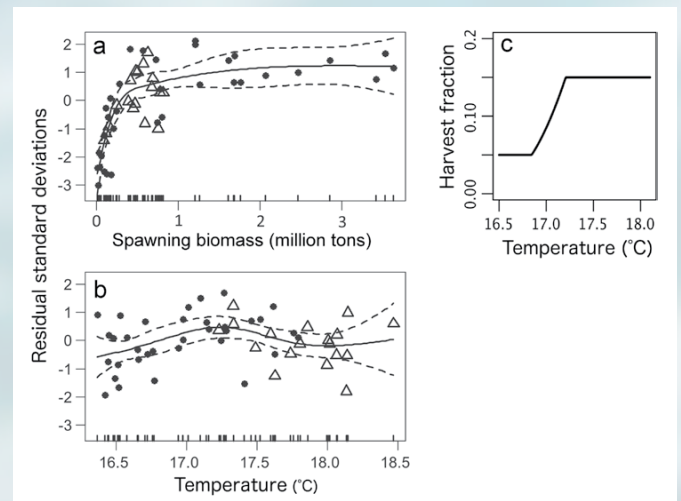 a
2
1
0
-1
-2
-3
0 1 2 3
Spawning biomass (million tons)
Residual standard deviations
b
2
1
0
-1
-2
-3
16.5 17.0 17.5 18.0 18.5
Temperature (°C)
c
0.2
0.10
0.00
Harvest fraction
16.5 17.0 17.5 18.0
Temperature (°C)